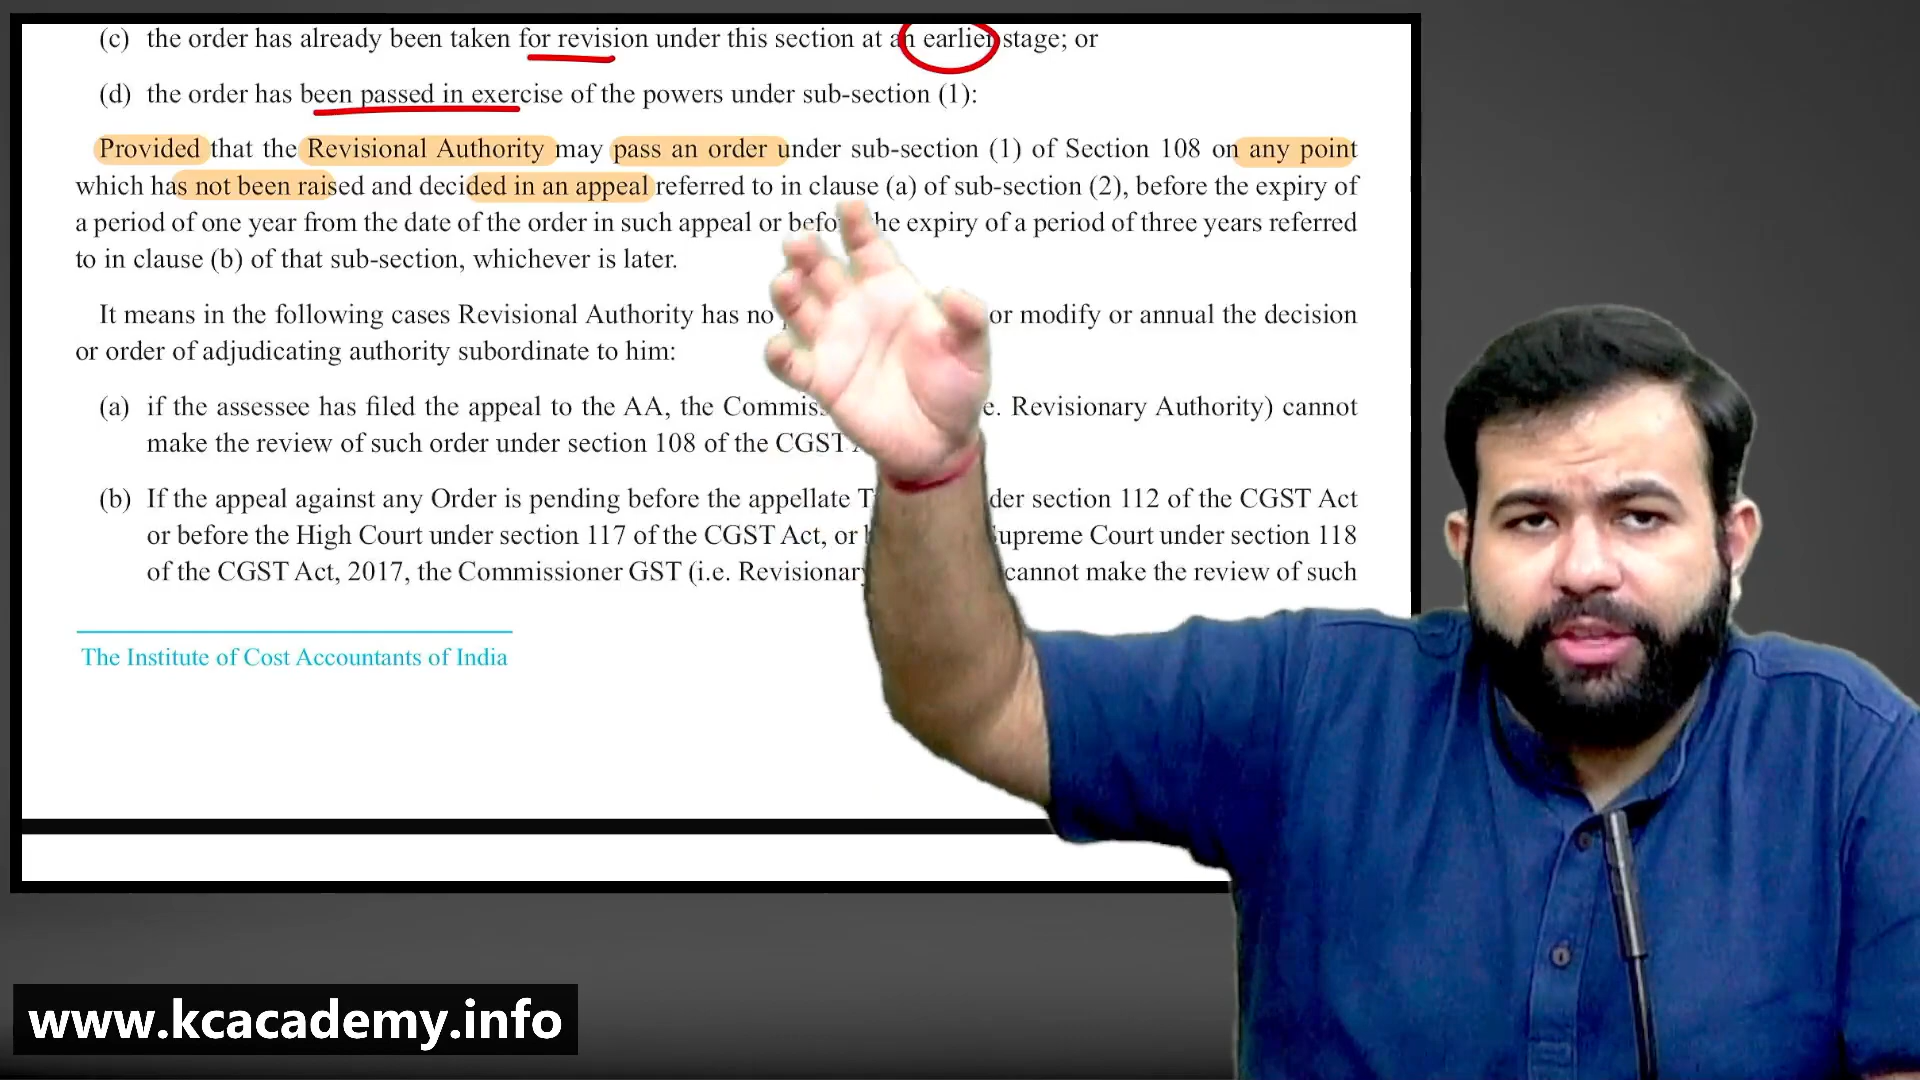 (c) the order has already been taken for revision under this section at an earlier stage; or
(d) the order has been passed in exercise of the powers under sub-section (1):
Provided that the Revisional Authority may pass an order under sub-section (1) of Section 108 on any point
which has not been raised and decided in an appeal referred to in clause (a) of sub-section (2), before the expiry of
a period of one year from the date of the order in such appeal or the expiry of a period of three years referred
to in clause (b) of that sub-section, whichever is later.
It means in the following cases Revisional Authority has no or modify or annual the decision
or order of adjudicating authority subordinate to him:
(a) if the assessee has filed the appeal to the AA, the Revisionary Authority) cannot
make the review of such order under section 108 of the CGST
(b) If the appeal against any Order is pending before the appellate section 112 of the CGST Act
or before the High Court under section 117 of the CGST Act, or Supreme Court under section 118
of the CGST Act, 2017, the Commissioner GST (i.e. Revisionary cannot make the review of such
The Institute of Cost Accountants of India
www.kcacademy.info